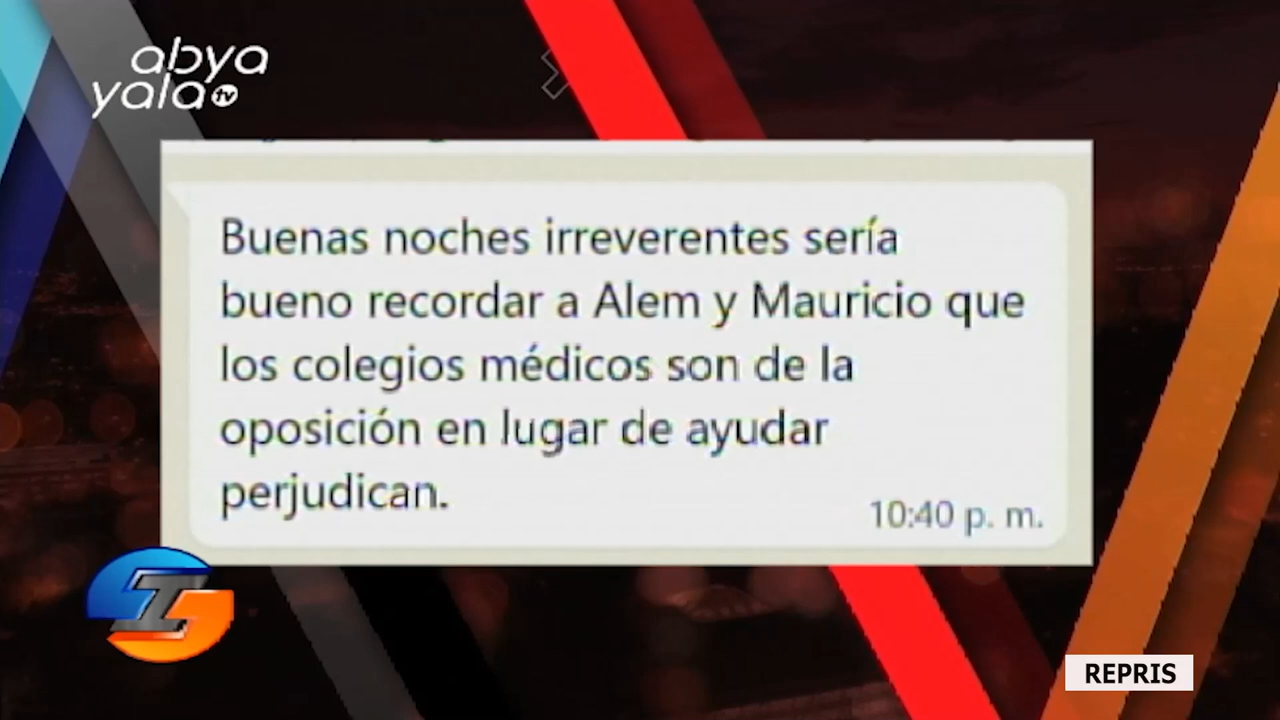 abya
yala tv
Buenas noches irreverentes sería
bueno recordar a Alem y Mauricio que
los colegios médicos son de la
oposición en lugar de ayudar
perjudican.
10:40 p. m.
I
REPRIS